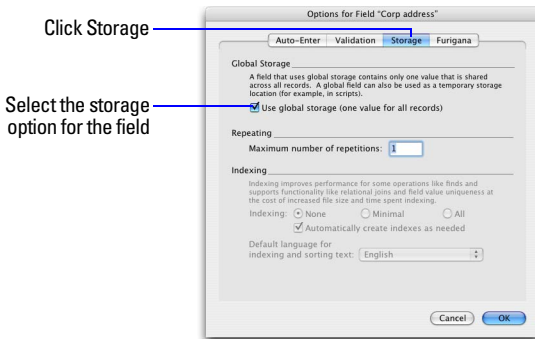 Options for Field "Corp address"
Click Storage
Auto-Enter Validation Storage Furigana
Global Storage
A field that uses global storage contains only one value that is shared
across all records. A global field can also be used as a temporary storage
location (for example, in scripts).
Select the storage
option for the field
Use global storage (one value for all records)
Repeating
Maximum number of repetitions: 1
Indexing
Indexing improves performance for some operations like finds and
supports functionality like relational joins and field value uniqueness at
the cost of increased file size and time spent indexing.
Indexing: None Minimal All
Automatically create indexes as needed
Default language for
indexing and sorting text: English
Cancel OK